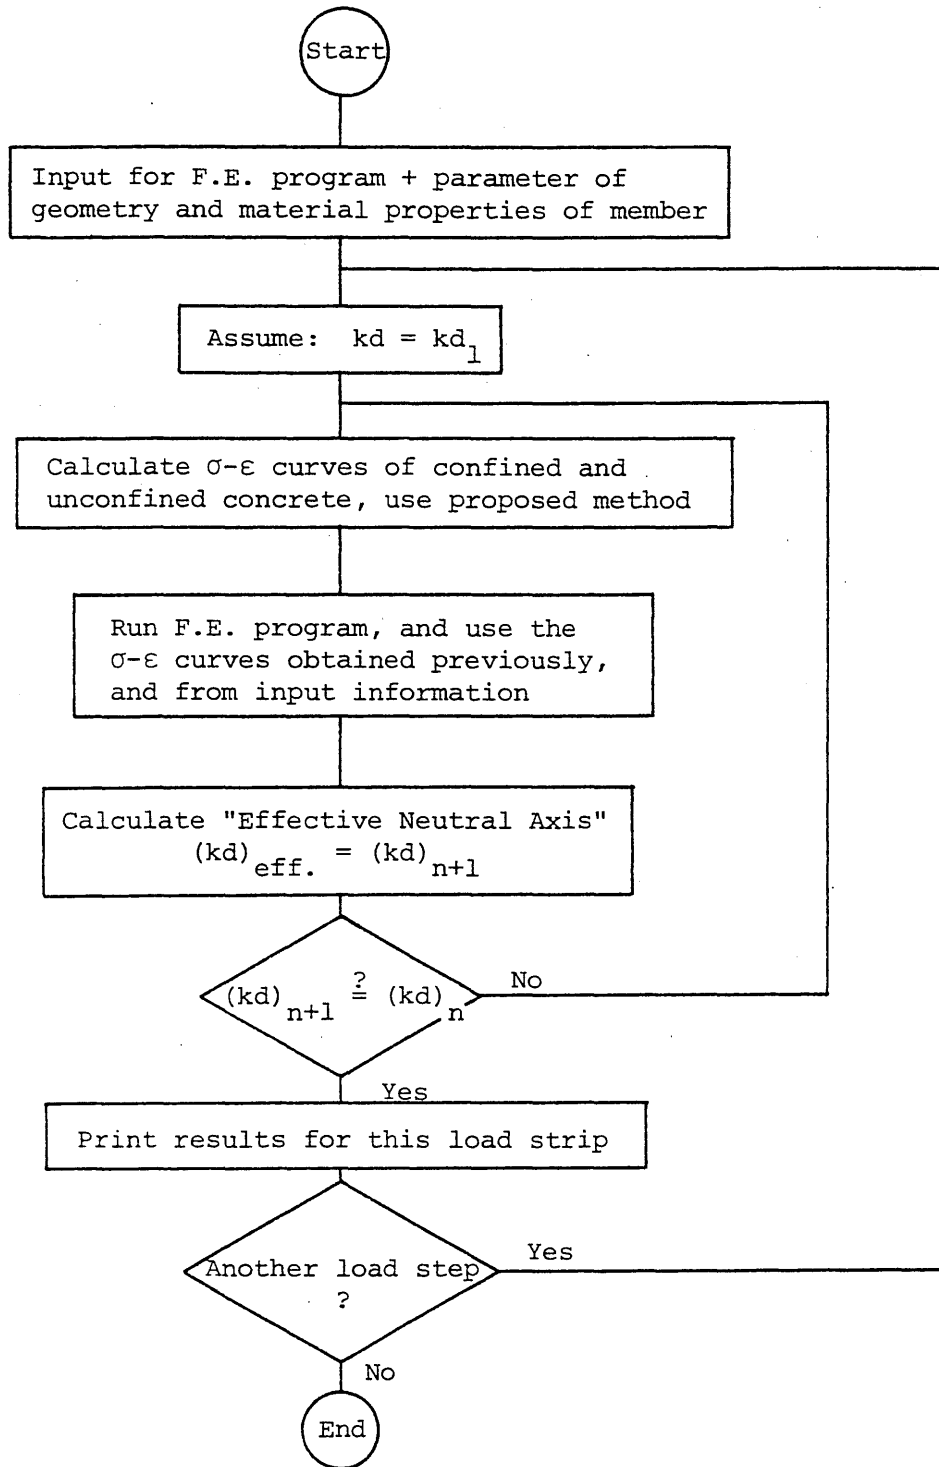 Start
Input for F.E. program + parameter of
geometry and material properties of member
Assume: kd = kd₁
Calculate σ-ε curves of confined and
unconfined concrete, use proposed method
Run F.E. program, and use the
σ-ε curves obtained previously,
and from input information
Calculate "Effective Neutral Axis"
(kd)eff. = (kd)n+1
(kd)n+1 ≟ (kd)n
No
Yes
Print results for this load strip
Another load step
?
Yes
No
End